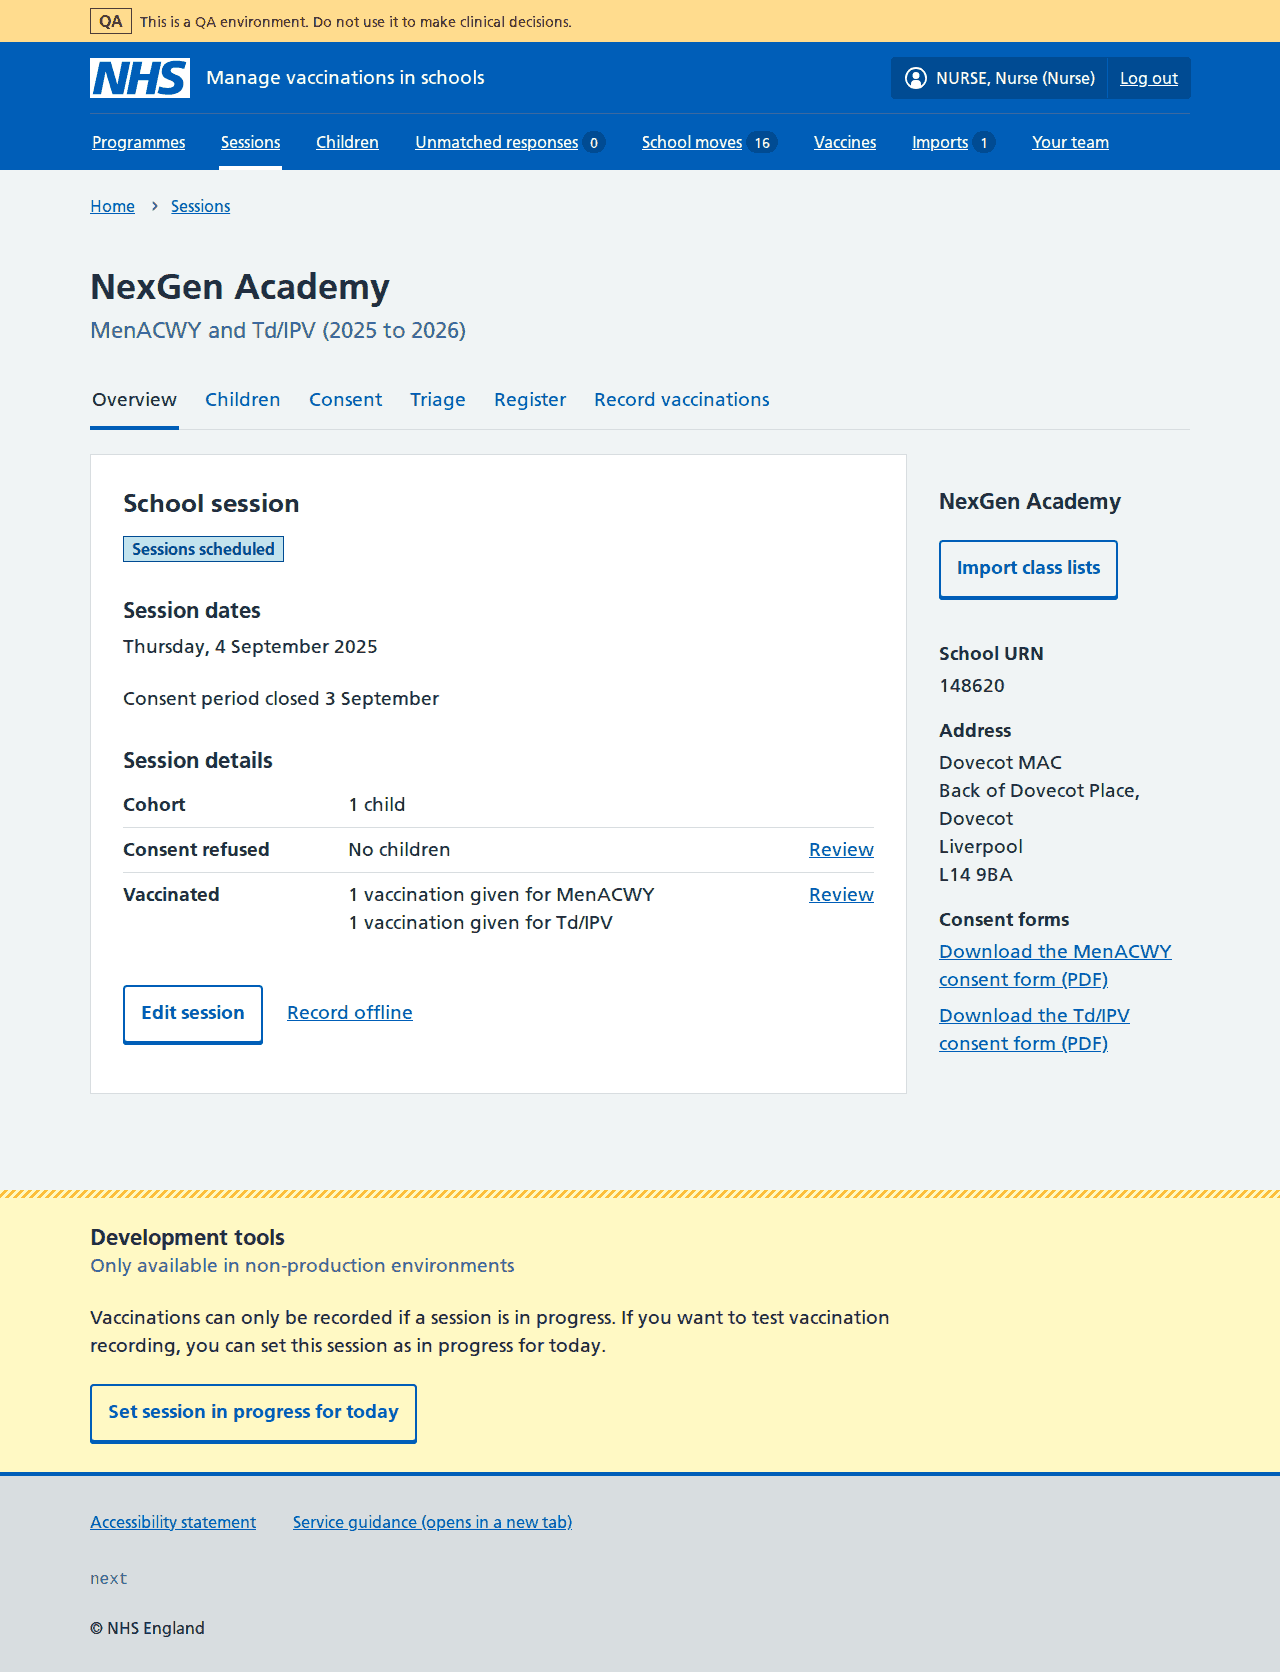 QA This is a QA environment. Do not use it to make clinical decisions.
NHS Manage vaccinations in schools NURSE, Nurse (Nurse) Log out
Programmes Sessions Children Unmatched responses 0 School moves 16 Vaccines Imports 1 Your team
Home Sessions
NexGen Academy
MenACWY and Td/IPV (2025 to 2026)
Overview Children Consent Triage Register Record vaccinations
School session
Sessions scheduled
Session dates
Thursday, 4 September 2025
Consent period closed 3 September
Session details
Cohort 1 child
Consent refused No children Review
Vaccinated 1 vaccination given for MenACWY Review
1 vaccination given for Td/IPV
Edit session Record offline
NexGen Academy
Import class lists
School URN
148620
Address
Dovecot MAC
Back of Dovecot Place,
Dovecot
Liverpool
L14 9BA
Consent forms
Download the MenACWY
consent form (PDF)
Download the Td/IPV
consent form (PDF)
Development tools
Only available in non-production environments
Vaccinations can only be recorded if a session is in progress. If you want to test vaccination
recording, you can set this session as in progress for today.
Set session in progress for today
Accessibility statement Service guidance (opens in a new tab)
next
© NHS England